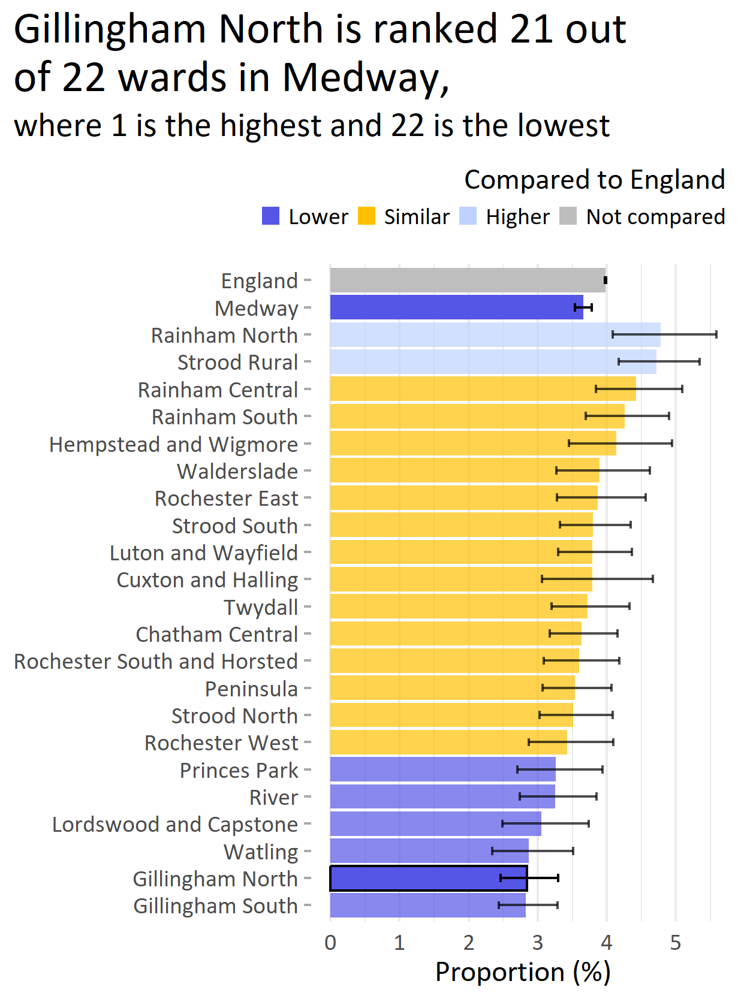 Gillingham North is ranked 21 out
of 22 wards in Medway,
where 1 is the highest and 22 is the lowest
Compared to England
Lower Similar Higher Not compared
England
Medway
Rainham North
Strood Rural
Rainham Central
Rainham South
Hempstead and Wigmore
Walderslade
Rochester East
Strood South
Luton and Wayfield
Cuxton and Halling
Twydall
Chatham Central
Rochester South and Horsted
Peninsula
Strood North
Rochester West
Princes Park
River
Lordswood and Capstone
Watling
Gillingham North
Gillingham South
0 1 2 3 4 5
Proportion (%)